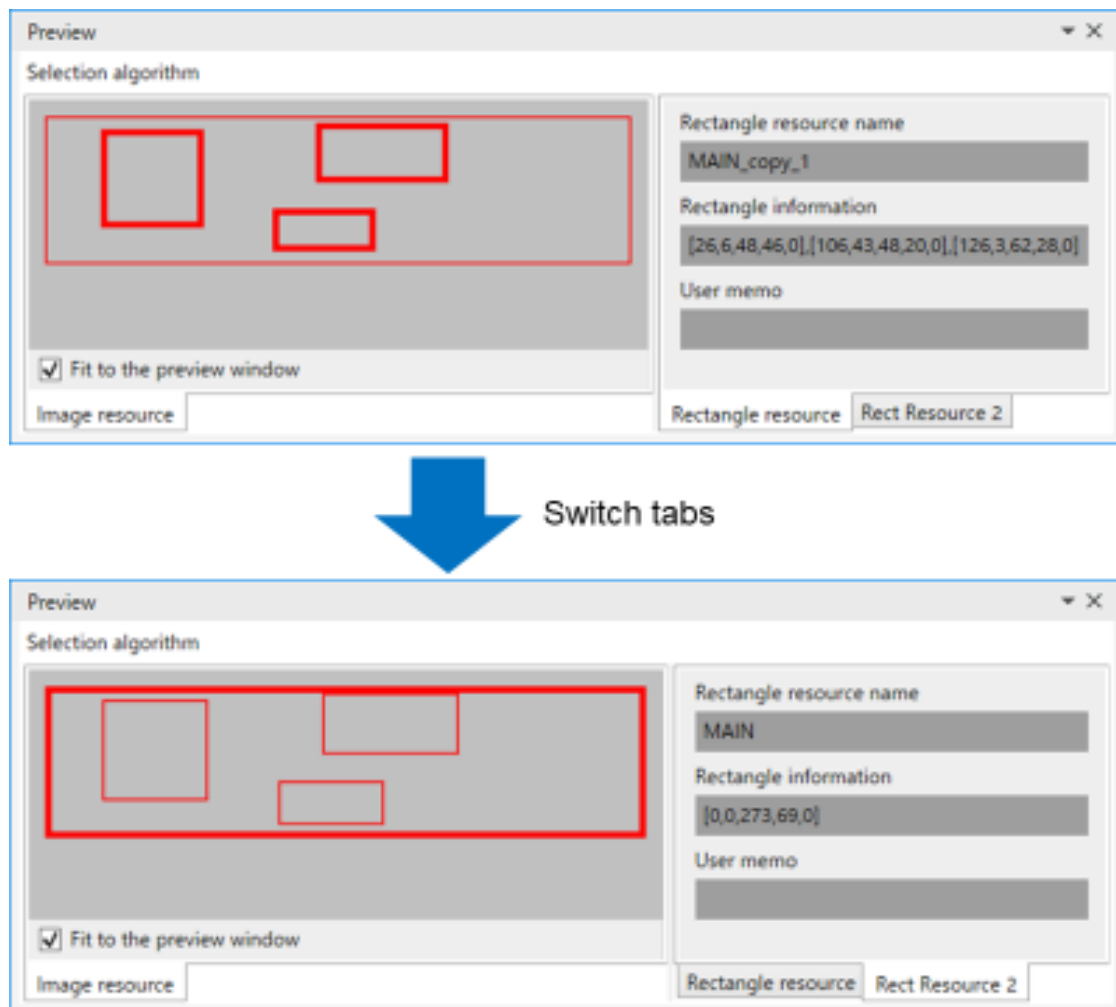 Preview
Selection algorithm
Rectangle resource name
MAIN_copy_1
Rectangle information
[26,6,48,46,0],[106,43,48,20,0],[126,3,62,28,0]
User memo
Fit to the preview window
Image resource
Rectangle resource
Rect Resource 2
Switch tabs
Preview
Selection algorithm
Rectangle resource name
MAIN
Rectangle information
[0,0,273,69,0]
User memo
Fit to the preview window
Image resource
Rectangle resource
Rect Resource 2